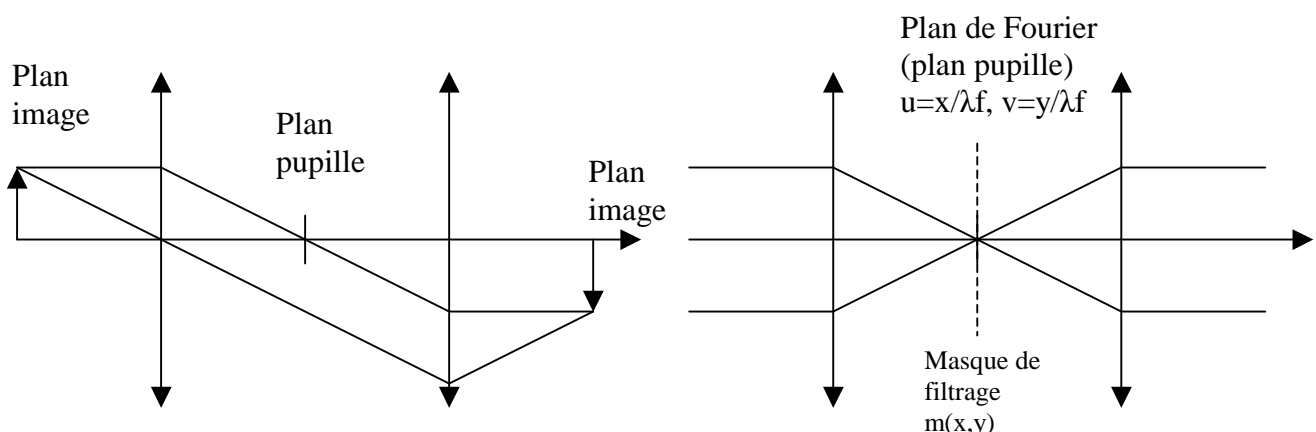 Plan
image
Plan
pupille
Plan
image
Plan de Fourier
(plan pupille)
u=x/λf, v=y/λf
Masque de
filtrage
m(x,y)